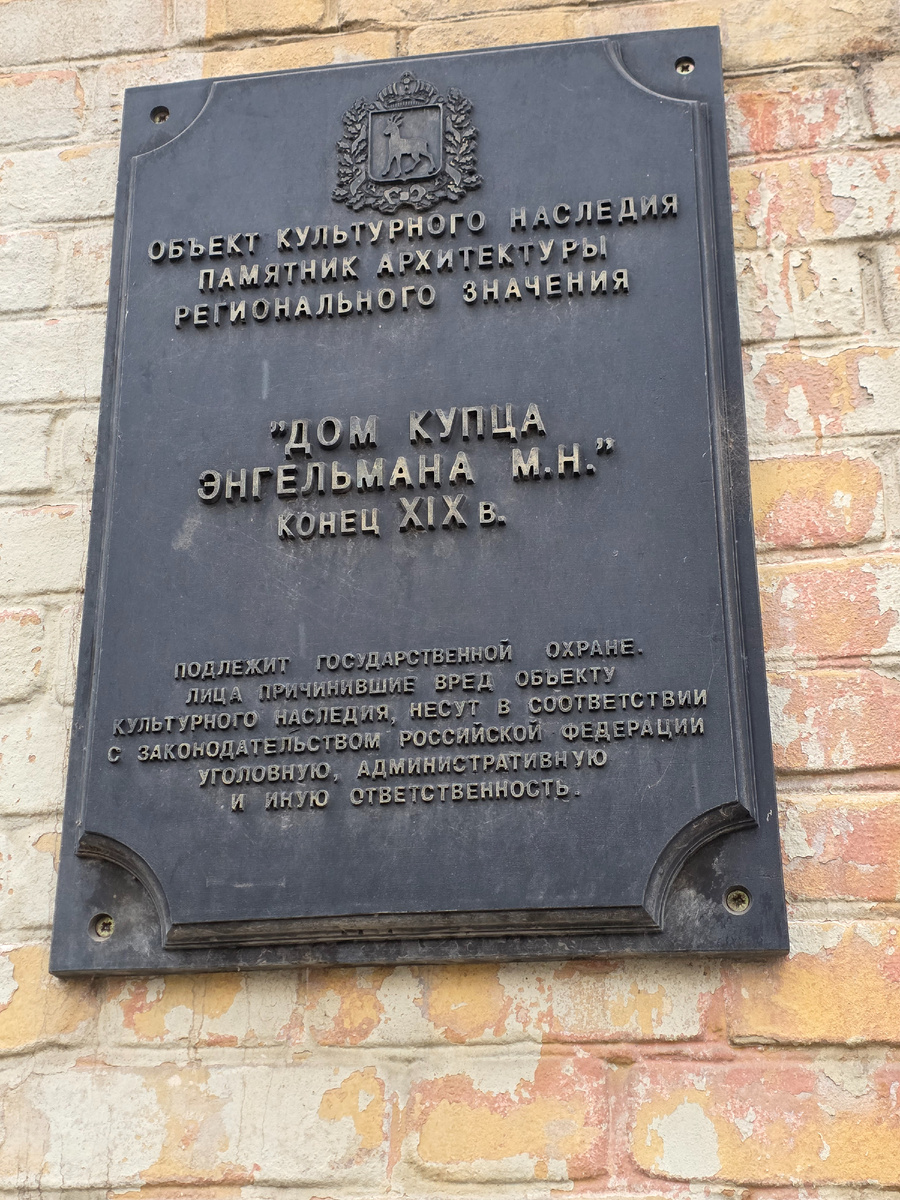 ОБЪЕКТ КУЛЬТУРНОГО НАСЛЕДИЯ
ПАМЯТНИК АРХИТЕКТУРЫ
РЕГИОНАЛЬНОГО ЗНАЧЕНИЯ
"ДОМ КУПЦА
ЭНГЕЛЬМАНА М.Н."
КОНЕЦ XIX В.
ПОДЛЕЖИТ ГОСУДАРСТВЕННОЙ ОХРАНЕ.
ЛИЦА ПРИЧИНИВШИЕ ВРЕД ОБЪЕКТУ
КУЛЬТУРНОГО НАСЛЕДИЯ, НЕСУТ В СООТВЕТСТВИИ
С ЗАКОНОДАТЕЛЬСТВОМ РОССИЙСКОЙ ФЕДЕРАЦИИ
УГОЛОВНУЮ, АДМИНИСТРАТИВНУЮ
И ИНУЮ ОТВЕТСТВЕННОСТЬ.